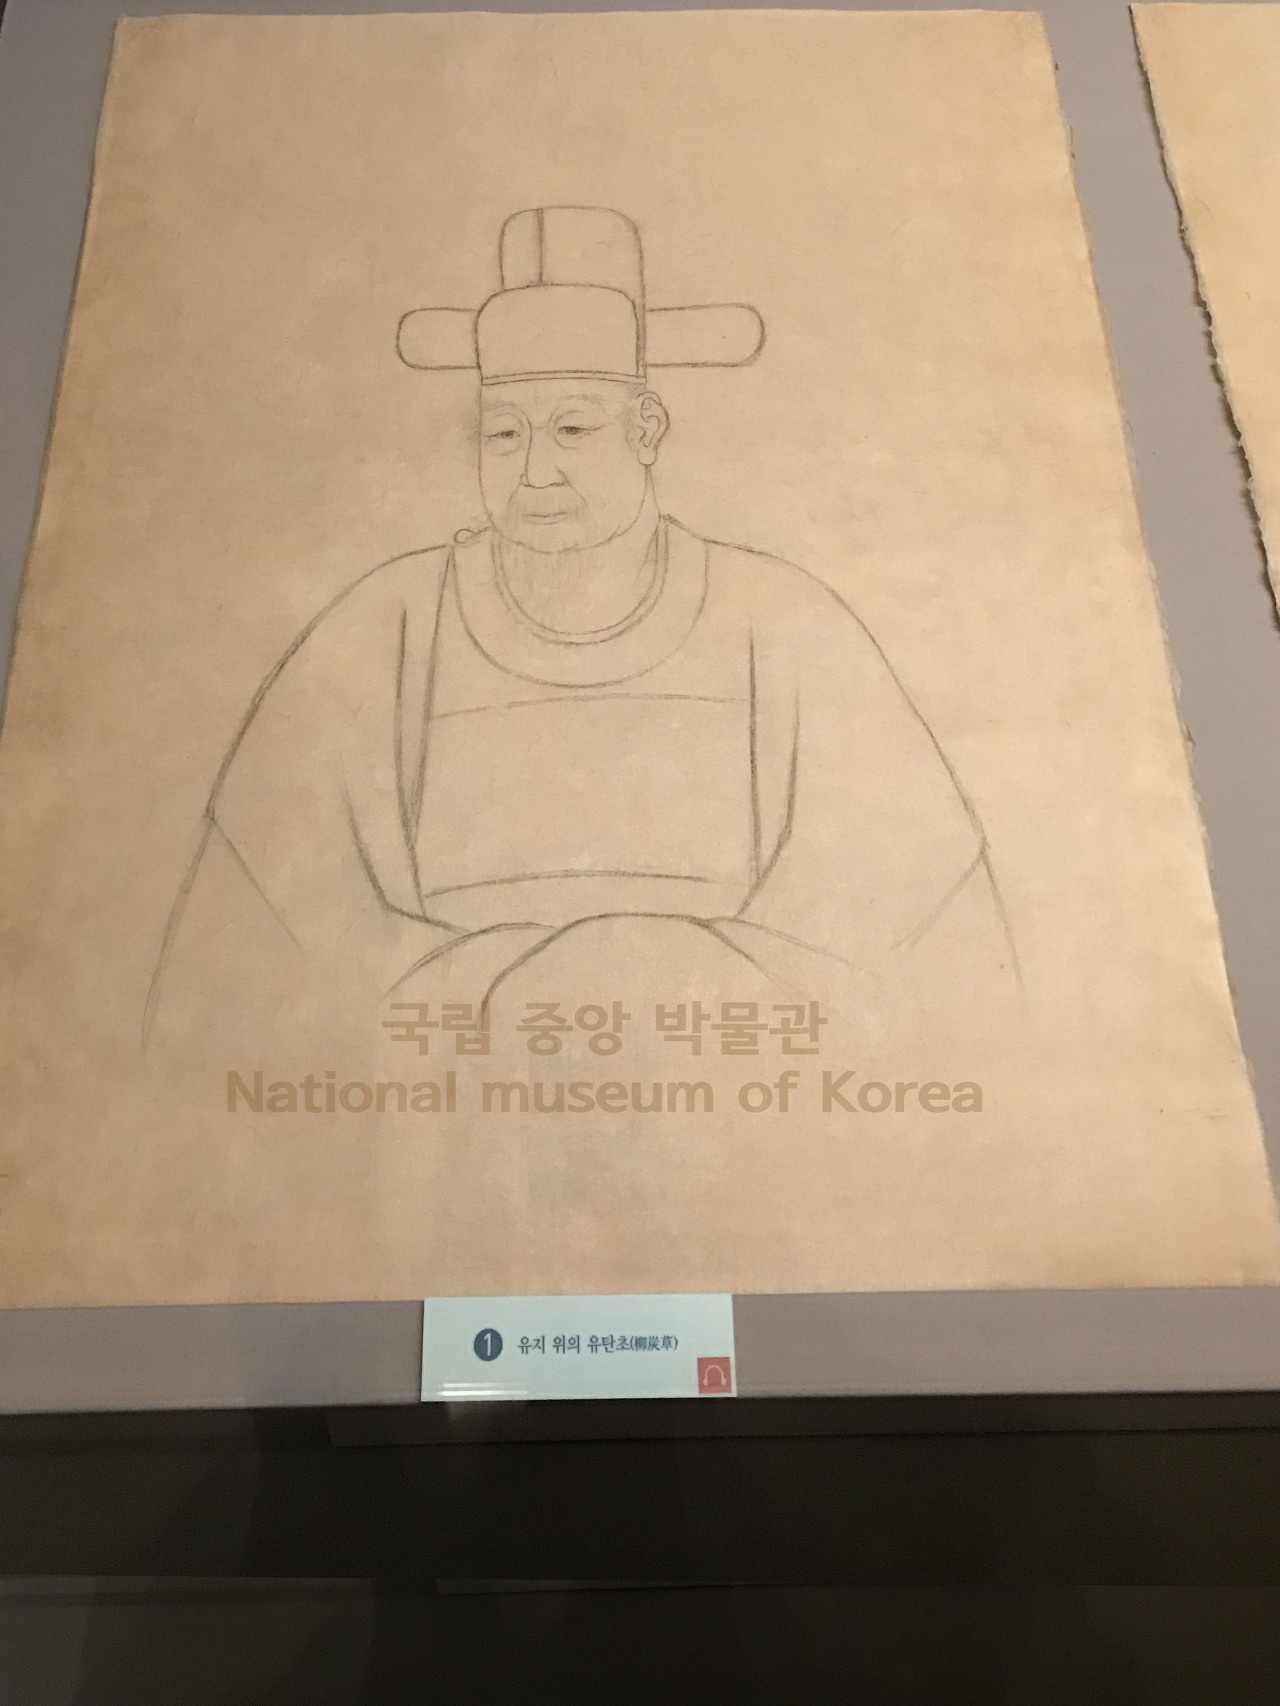 국립 중앙 박물관
National museum of Korea
1 유지 위의 유탄초(柳炭草)